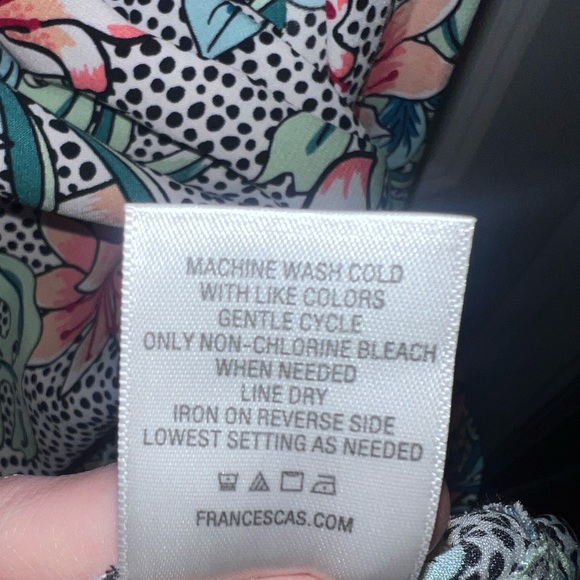 MACHINE WASH COLD
WITH LIKE COLORS
GENTLE CYCLE
ONLY NON-CHLORINE BLEACH
WHEN NEEDED
LINE DRY
IRON ON REVERSE SIDE
LOWEST SETTING AS NEEDED
FRANCESCAS.COM